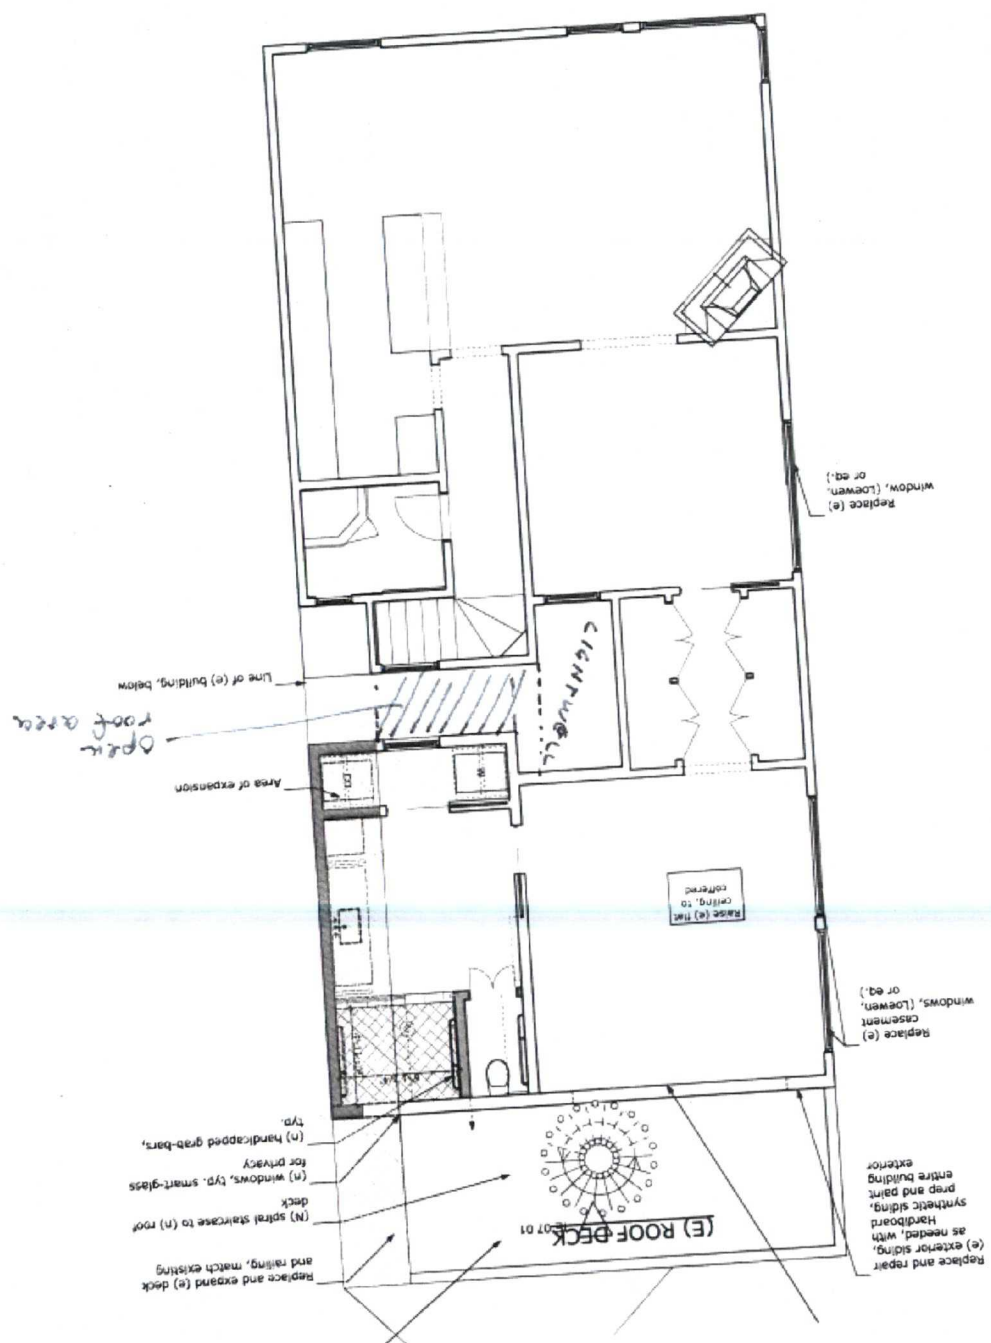 Replace and expand (e) deck
and railing, match existing
(N) spiral staircase to (n) roof
deck
(n) windows, typ. smart-glass
for privacy
(n) handicapped grab-bars,
typ.
(E) ROOF DECK
Replace and repair
(e) exterior siding,
as needed, with
Hardiboard
synthetic siding,
prep and paint
entire building
exterior
Replace (e)
casement
windows, (Loewen,
or eq.)
Raise (e) flat
ceiling, to
coffered
Area of expansion
D
W
open
roof area
LIGHTWELL
Line of (e) building, below
Replace (e)
window, (Loewen,
or eq.)